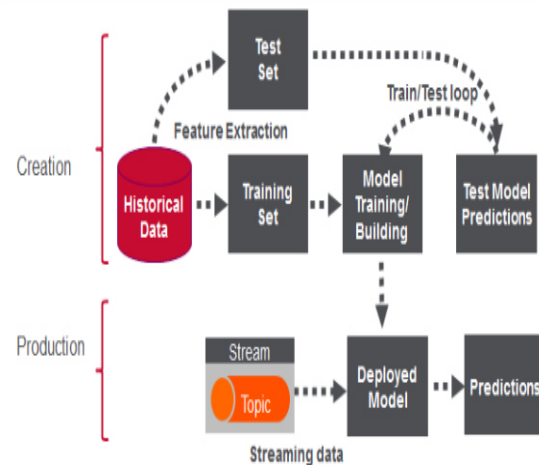 Test
Set
Train/Test loop
Feature Extraction
Creation
Historical
Data
Training
Set
Model
Training/
Building
Test Model
Predictions
Production
Stream
Topic
Deployed
Model
Predictions
Streaming data